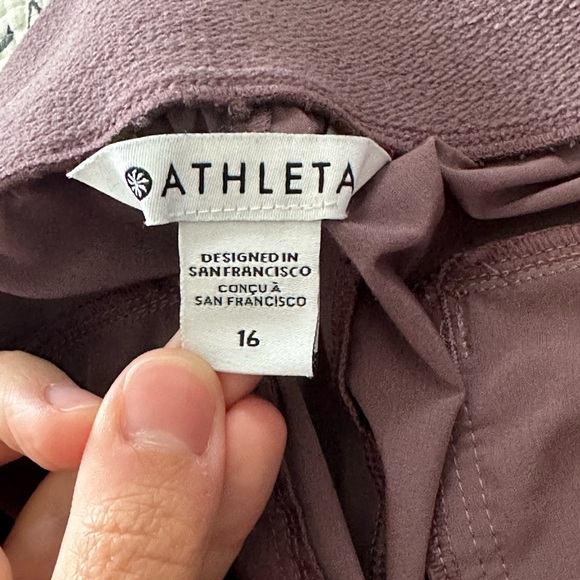 ATHLETA
DESIGNED IN
SAN FRANCISCO
CONÇU À
SAN FRANCISCO
16